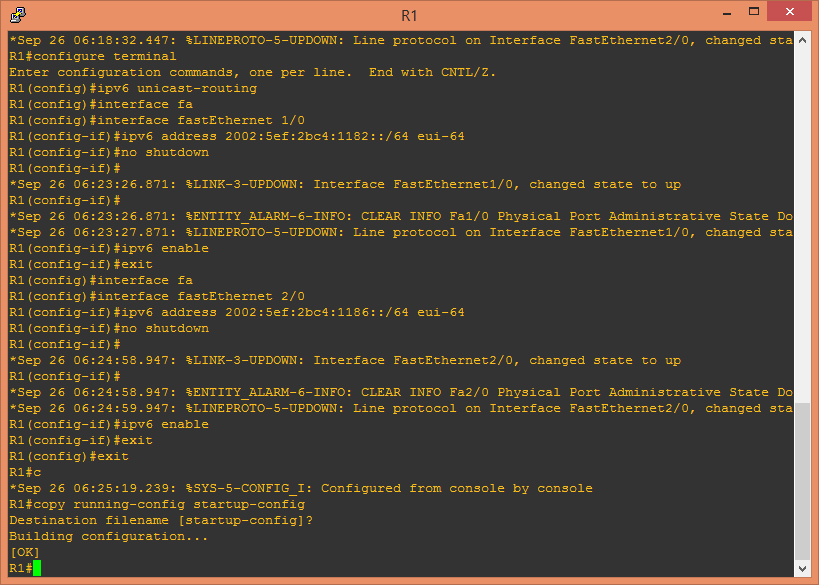 R1
*Sep 26 06:18:32.447: %LINEPROTO-5-UPDOWN: Line protocol on Interface FastEthernet2/0, changed sta
R1#configure terminal
Enter configuration commands, one per line.  End with CNTL/Z.
R1(config)#ipv6 unicast-routing
R1(config)#interface fa
R1(config)#interface fastEthernet 1/0
R1(config-if)#ipv6 address 2002:5ef:2bc4:1182::/64 eui-64
R1(config-if)#no shutdown
R1(config-if)#
*Sep 26 06:23:26.871: %LINK-3-UPDOWN: Interface FastEthernet1/0, changed state to up
R1(config-if)#
*Sep 26 06:23:26.871: %ENTITY_ALARM-6-INFO: CLEAR INFO Fa1/0 Physical Port Administrative State Do
*Sep 26 06:23:27.871: %LINEPROTO-5-UPDOWN: Line protocol on Interface FastEthernet1/0, changed sta
R1(config-if)#ipv6 enable
R1(config-if)#exit
R1(config)#interface fa
R1(config)#interface fastEthernet 2/0
R1(config-if)#ipv6 address 2002:5ef:2bc4:1186::/64 eui-64
R1(config-if)#no shutdown
R1(config-if)#
*Sep 26 06:24:58.947: %LINK-3-UPDOWN: Interface FastEthernet2/0, changed state to up
R1(config-if)#
*Sep 26 06:24:58.947: %ENTITY_ALARM-6-INFO: CLEAR INFO Fa2/0 Physical Port Administrative State Do
*Sep 26 06:24:59.947: %LINEPROTO-5-UPDOWN: Line protocol on Interface FastEthernet2/0, changed sta
R1(config-if)#ipv6 enable
R1(config-if)#exit
R1(config)#exit
R1#c
*Sep 26 06:25:19.239: %SYS-5-CONFIG_I: Configured from console by console
R1#copy running-config startup-config
Destination filename [startup-config]?
Building configuration...
[OK]
R1#